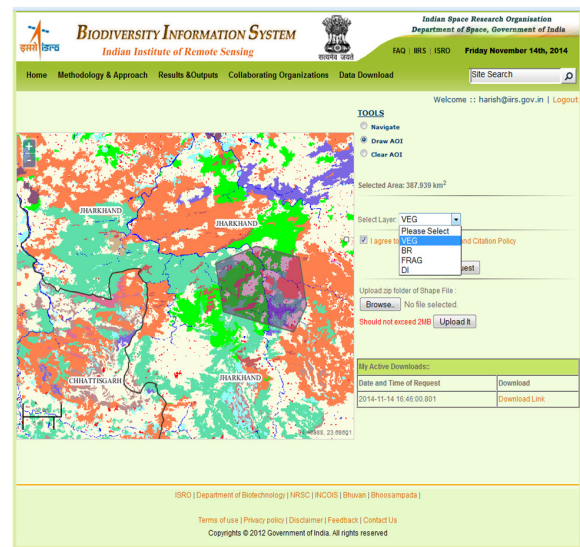 Indian Space Research Organisation
Department of Space, Government of India
BIODIVERSITY INFORMATION SYSTEM
Indian Institute of Remote Sensing
इसरो isro
सत्यमेव जयते
FAQ | IIRS | ISRO Friday November 14th, 2014
Home Methodology & Approach Results &Outputs Collaborating Organizations Data Download
Site Search
Welcome :: harish@iirs.gov.in | Logout
TOOLS
Navigate
Draw AOI
Clear AOI
Selected Area: 387.939 km2
Select Layer: VEG
Please Select
VEG
BR
FRAG
DI
I agree to nd Citation Policy
uest
Upload zip folder of Shape File :
Browse.. No file selected.
Should not exceed 2MB Upload It
My Active Downloads::
Date and Time of Request Download
2014-11-14 16:45:00.801 Download Link
+
-
JHARKHAND
JHARKHAND
CHHATTISGARH
JHARKHAND
ISRO | Department of Biotechnology | NRSC | INCOIS | Bhuvan | Bhoosampada |
Terms of use | Privacy policy | Disclaimer | Feedback | Contact Us
Copyrights © 2012 Government of India. All rights reserved